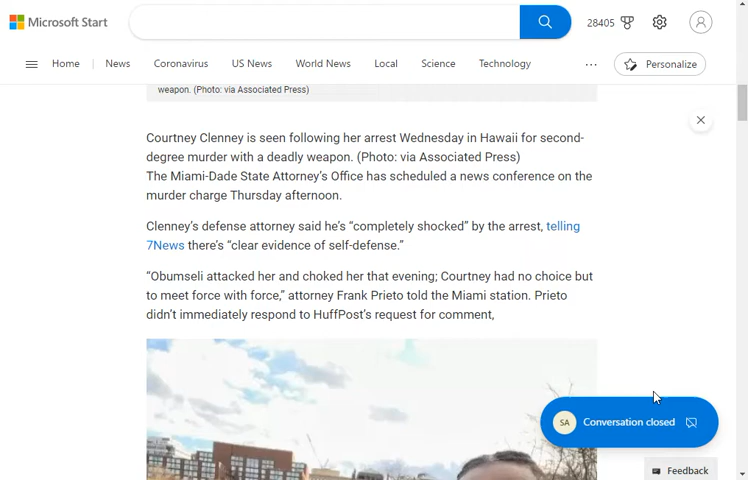 Microsoft Start
28405
Home
News
Coronavirus
US News
World News
Local
Science
Technology
...
Personalize
weapon. (Photo: via Associated Press)
Courtney Clenney is seen following her arrest Wednesday in Hawaii for second-
degree murder with a deadly weapon. (Photo: via Associated Press)
The Miami-Dade State Attorney's Office has scheduled a news conference on the
murder charge Thursday afternoon.
Clenney's defense attorney said he's “completely shocked” by the arrest, telling
7News there's “clear evidence of self-defense.”
“Obumseli attacked her and choked her that evening; Courtney had no choice but
to meet force with force,” attorney Frank Prieto told the Miami station. Prieto
didn't immediately respond to HuffPost's request for comment,
SA
Conversation closed
Feedback